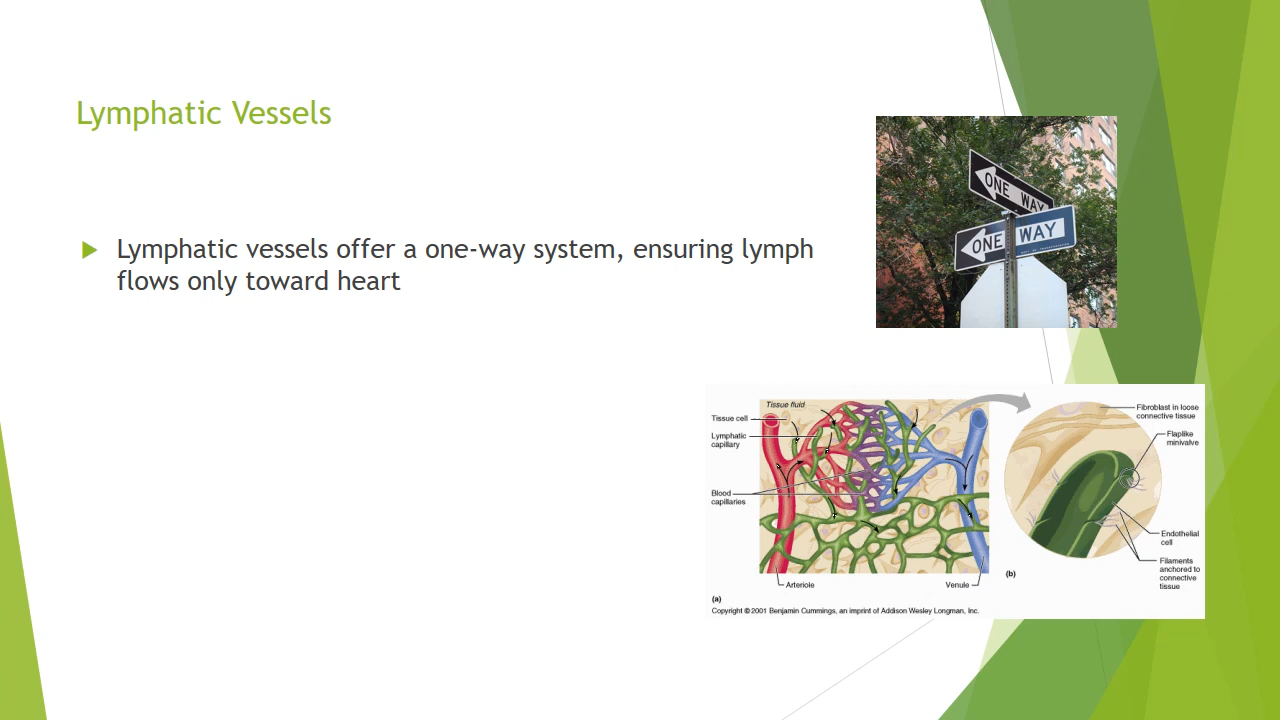 Lymphatic Vessels
Lymphatic vessels offer a one-way system, ensuring lymph
flows only toward heart
ONE WAY
ONE WAY
Tissue fluid
Tissue cell
Lymphatic
capillary
Blood
capillaries
Arteriole
Venule
(a)
Fibroblast in loose
connective tissue
Flaplike
minivalve
Endothelial
cell
Filaments
anchored to
connective
tissue
(b)
Copyright © 2001 Benjamin Cummings, an imprint of Addison Wesley Longman, Inc.